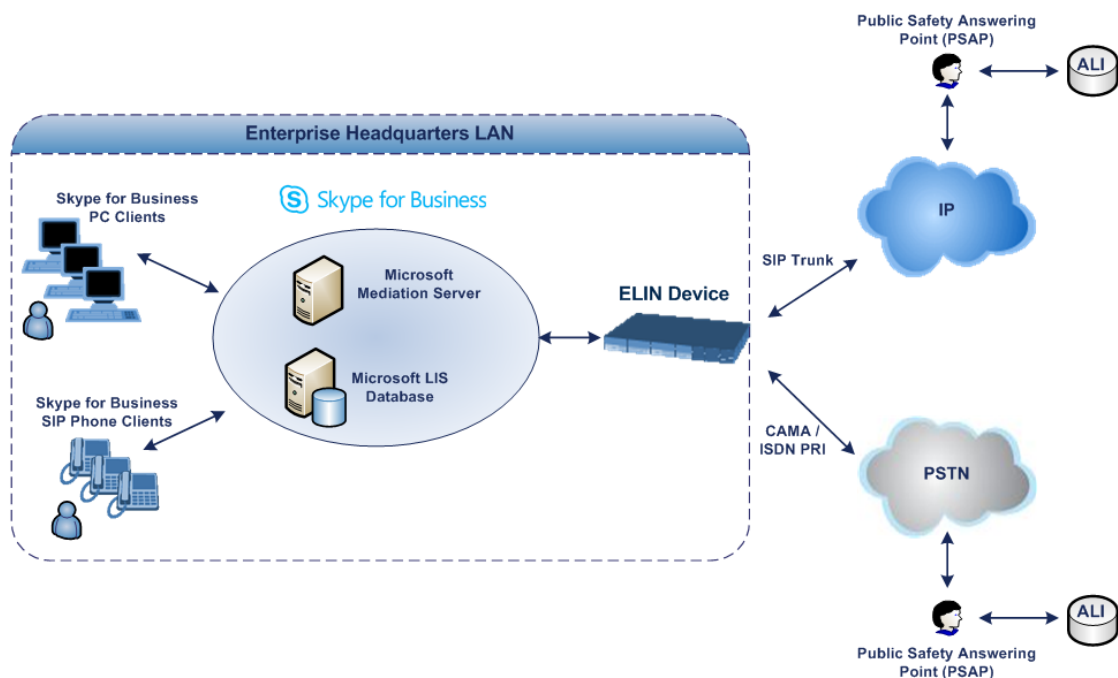 Public Safety Answering
Point (PSAP)
ALI
Enterprise Headquarters LAN
Skype for Business
PC Clients
Skype for Business
IP
Microsoft
Mediation Server
SIP Trunk
ELIN Device
Microsoft LIS
Database
Skype for Business
SIP Phone Clients
CAMA /
ISDN PRI
PSTN
ALI
Public Safety Answering
Point (PSAP)